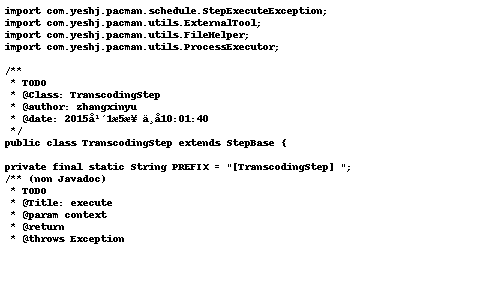 import com.yeshj.pacman.schedule.StepExecuteException;
import com.yeshj.pacman.utils.ExternalTool;
import com.yeshj.pacman.utils.FileHelper;
import com.yeshj.pacman.utils.ProcessExecutor;
/**
* TODO
* @Class: TranscodingStep
* @author: zhangxinyu
* @date: 2015å¹´1æ5æ¥ ä¸å10:01:40
*/
public class TranscodingStep extends StepBase {
private final static String PREFIX = "[TranscodingStep] ";
/** (non Javadoc)
* TODO
* @Title: execute
* @param context
* @return
* @throws Exception